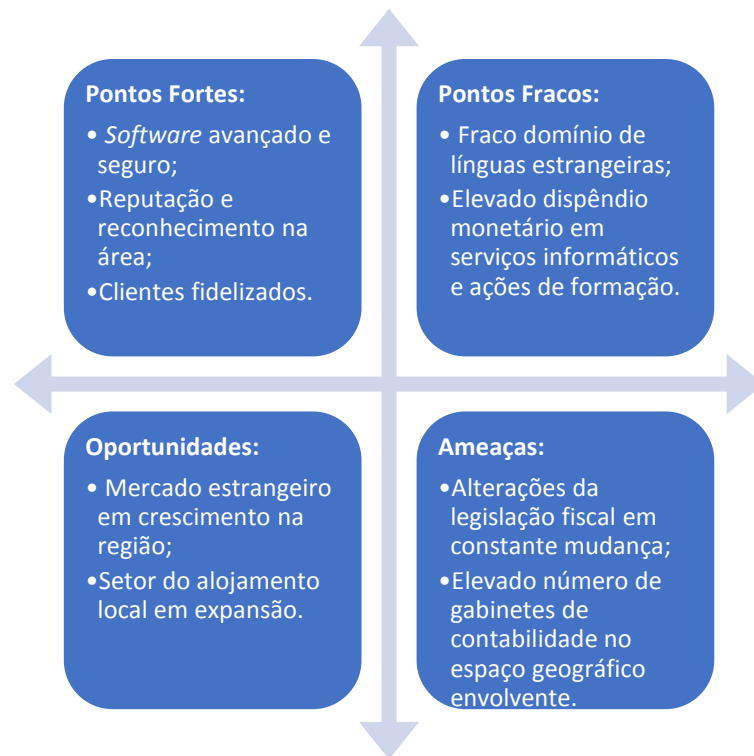 Pontos Fortes:
• Software avançado e
seguro;
•Reputação e
reconhecimento na
área;
•Clientes fidelizados.
Pontos Fracos:
• Fraco domínio de
línguas estrangeiras;
•Elevado dispêndio
monetário em
serviços informáticos
e ações de formação.
Oportunidades:
• Mercado estrangeiro
em crescimento na
região;
•Setor do alojamento
local em expansão.
Ameaças:
•Alterações da
legislação fiscal em
constante mudança;
•Elevado número de
gabinetes de
contabilidade no
espaço geográfico
envolvente.